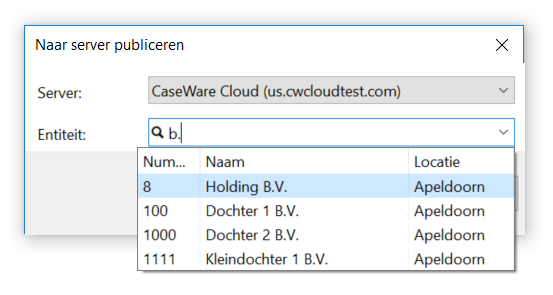 Naar server publiceren
Server: CaseWare Cloud (us.cwcloudtest.com)
Entiteit: b.
Num... Naam Locatie
8 Holding B.V. Apeldoorn
100 Dochter 1 B.V. Apeldoorn
1000 Dochter 2 B.V. Apeldoorn
1111 Kleindochter 1 B.V. Apeldoorn